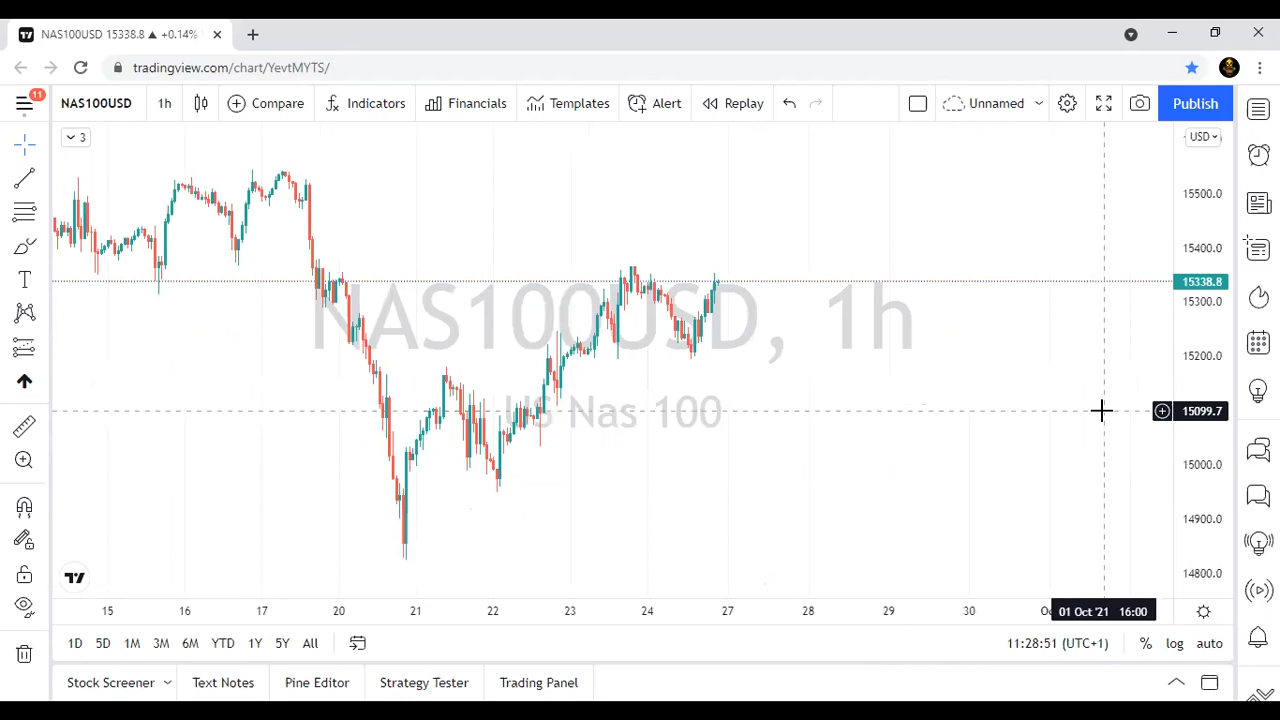 NAS100USD 15338.8 ▲ +0.14%
tradingview.com/chart/YevtMYTS/
11
NAS100USD 1h Compare Indicators Financials Templates Alert Replay Unnamed Publish
3
USD
15500.0
15400.0
15338.8
15300.0
NAS100USD, 1h
15200.0
US Nas 100
15099.7
15000.0
14900.0
14800.0
15 16 17 20 21 22 23 24 27 28 29 30
01 Oct '21 16:00
1D 5D 1M 3M 6M YTD 1Y 5Y All 11:28:51 (UTC+1) % log auto
Stock Screener Text Notes Pine Editor Strategy Tester Trading Panel